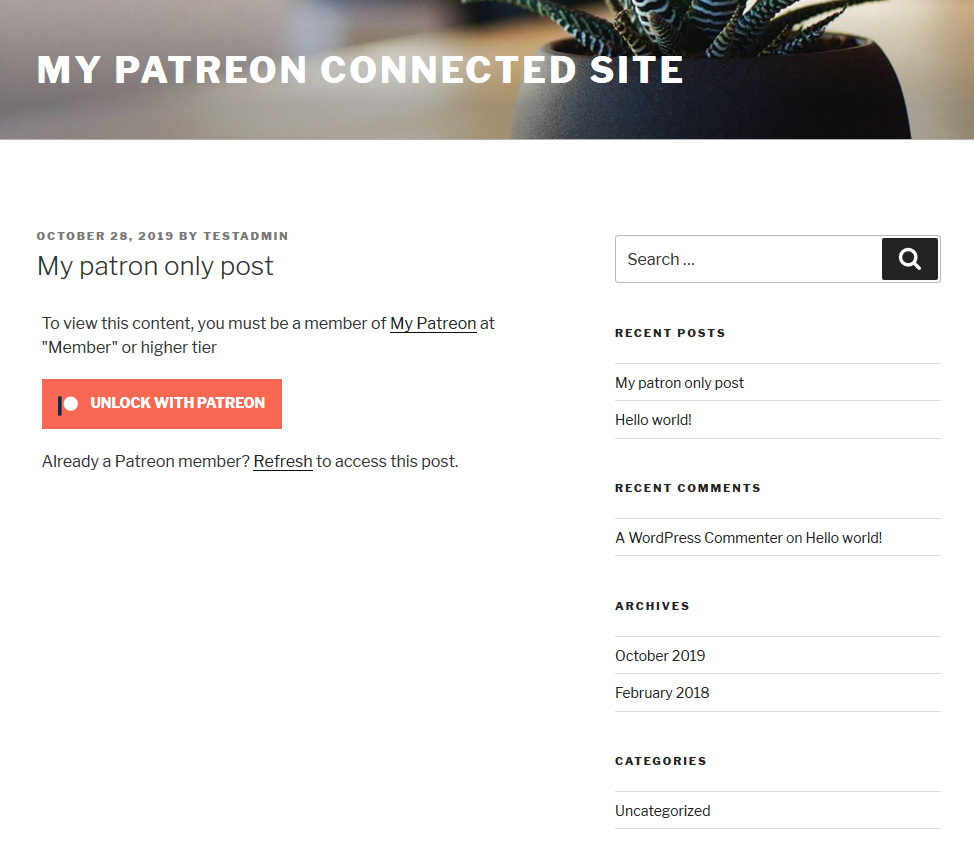 MY PATREON CONNECTED SITE
OCTOBER 28, 2019 BY TESTADMIN
My patron only post
To view this content, you must be a member of My Patreon at
"Member" or higher tier
UNLOCK WITH PATREON
Already a Patreon member? Refresh to access this post.
Search …
RECENT POSTS
My patron only post
Hello world!
RECENT COMMENTS
A WordPress Commenter on Hello world!
ARCHIVES
October 2019
February 2018
CATEGORIES
Uncategorized